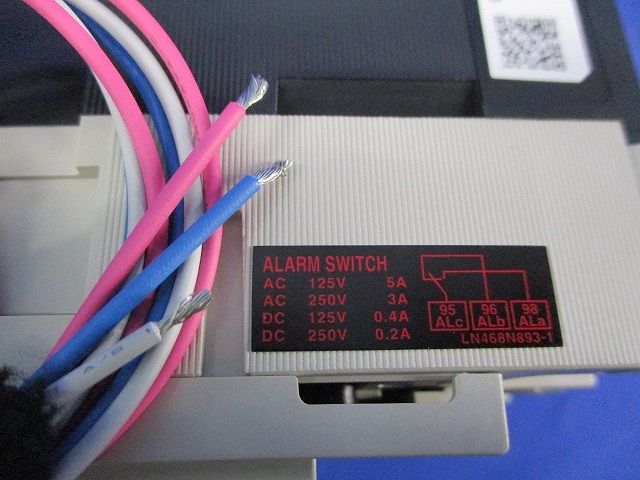 ALARM SWITCH
AC 125V 5A
AC 250V 3A
DC 125V 0.4A
DC 250V 0.2A
95 96 98
ALc ALb ALa
LN468N893-1